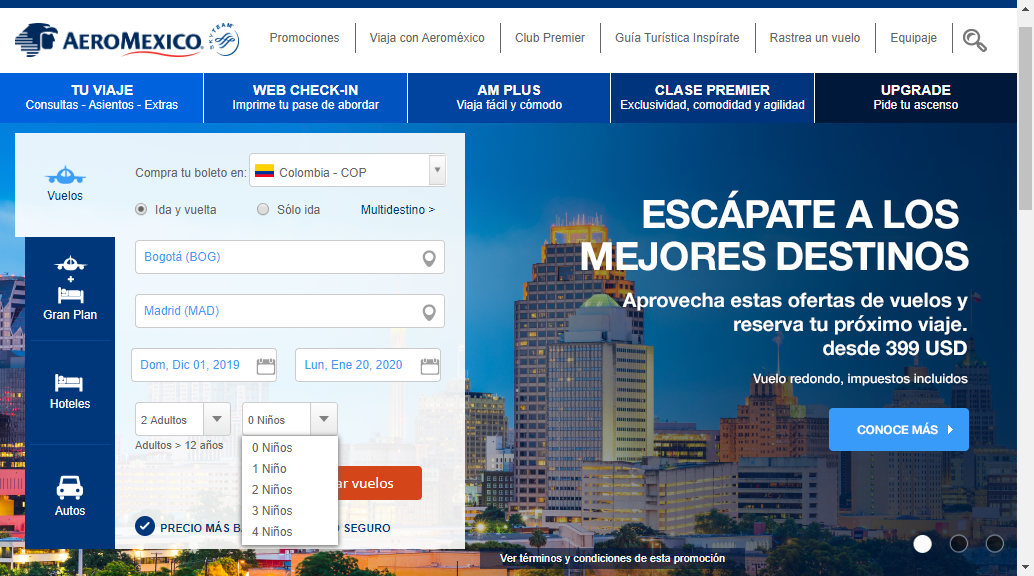 AEROMEXICO
SKYTEAM
Promociones
Viaja con Aeroméxico
Club Premier
Guía Turística Inspírate
Rastrea un vuelo
Equipaje
TU VIAJE
Consultas - Asientos - Extras
WEB CHECK-IN
Imprime tu pase de abordar
AM PLUS
Viaja fácil y cómodo
CLASE PREMIER
Exclusividad, comodidad y agilidad
UPGRADE
Pide tu ascenso
Vuelos
Gran Plan
Hoteles
Autos
Compra tu boleto en:
Colombia - COP
Ida y vuelta
Sólo ida
Multidestino >
Bogotá (BOG)
Madrid (MAD)
Dom, Dic 01, 2019
Lun, Ene 20, 2020
2 Adultos
0 Niños
Adultos > 12 años
0 Niños
1 Niño
2 Niños
3 Niños
4 Niños
ar vuelos
PRECIO MÁS B
SEGURO
ESCÁPATE A LOS
MEJORES DESTINOS
Aprovecha estas ofertas de vuelos y
reserva tu próximo viaje.
desde 399 USD
Vuelo redondo, impuestos incluidos
CONOCE MÁS
Ver términos y condiciones de esta promoción